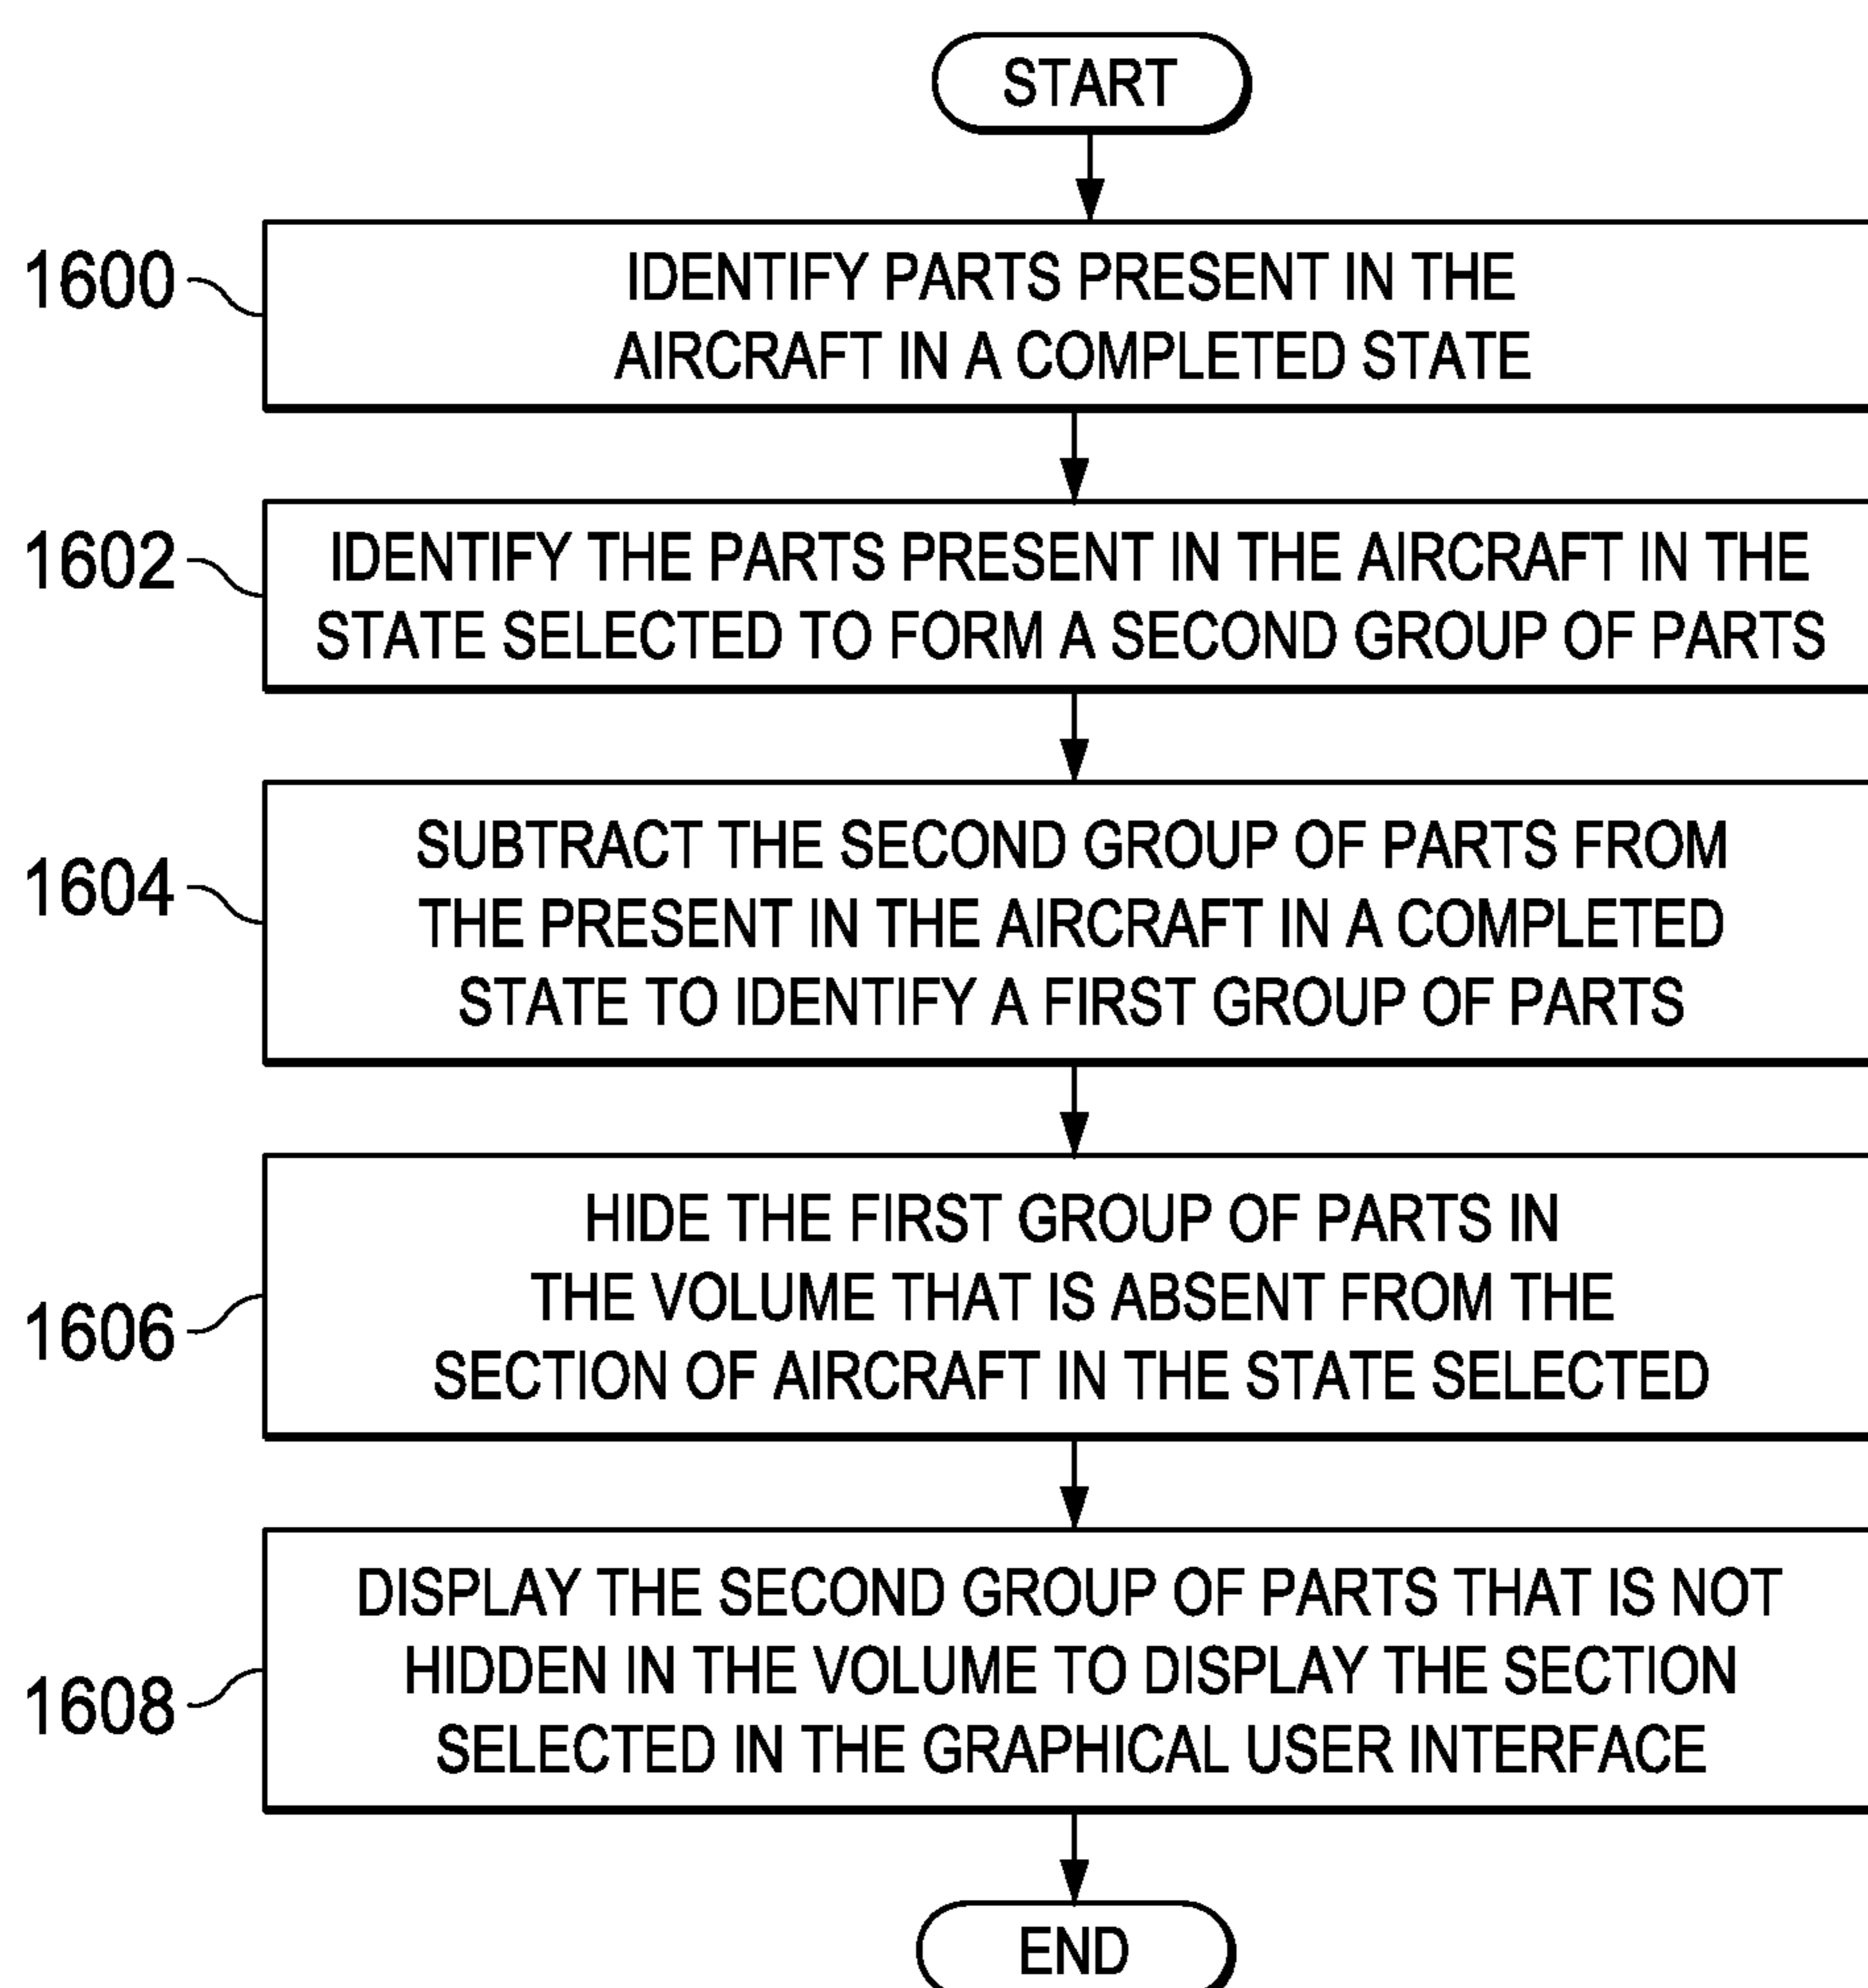 START
1600
IDENTIFY PARTS PRESENT IN THE
AIRCRAFT IN A COMPLETED STATE
1602
IDENTIFY THE PARTS PRESENT IN THE AIRCRAFT IN THE
STATE SELECTED TO FORM A SECOND GROUP OF PARTS
1604
SUBTRACT THE SECOND GROUP OF PARTS FROM
THE PRESENT IN THE AIRCRAFT IN A COMPLETED
STATE TO IDENTIFY A FIRST GROUP OF PARTS
1606
HIDE THE FIRST GROUP OF PARTS IN
THE VOLUME THAT IS ABSENT FROM THE
SECTION OF AIRCRAFT IN THE STATE SELECTED
1608
DISPLAY THE SECOND GROUP OF PARTS THAT IS NOT
HIDDEN IN THE VOLUME TO DISPLAY THE SECTION
SELECTED IN THE GRAPHICAL USER INTERFACE
END